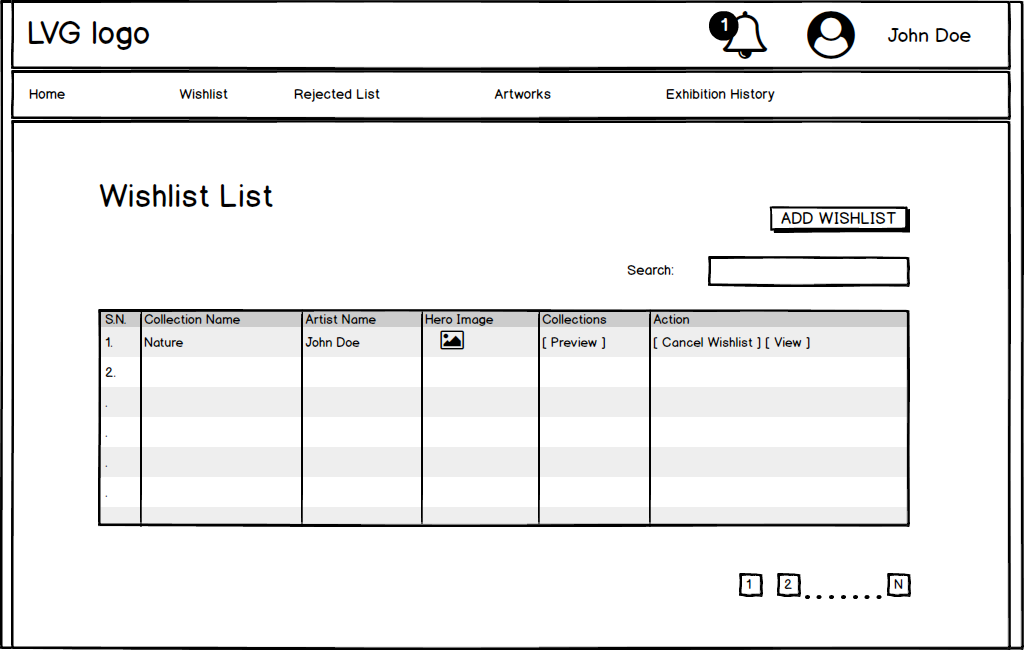 LVG logo
1
John Doe
Home Wishlist Rejected List Artworks Exhibition History
Wishlist List
ADD WISHLIST
Search:
S.N. Collection Name Artist Name Hero Image Collections Action
1. Nature John Doe [ Preview ] [ Cancel Wishlist ] [ View ]
2.
.
.
.
.
1 2 ....... N